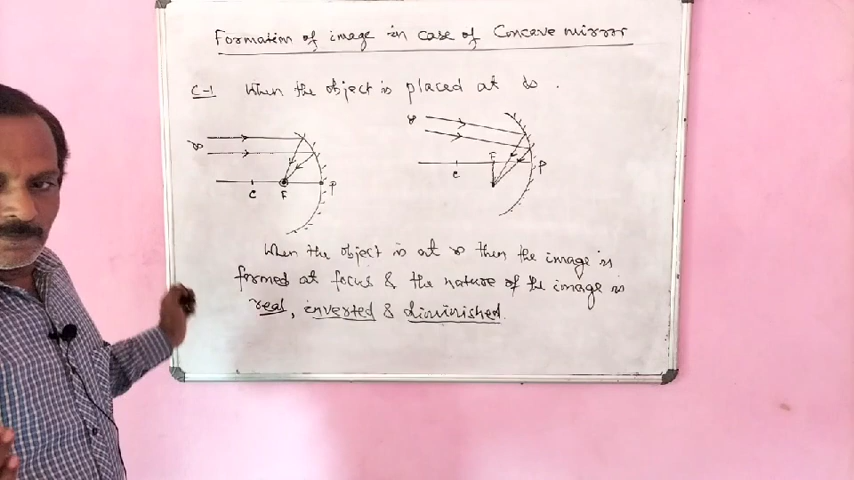 Formation of image in case of Concave mirror
C-1 When the object is placed at ∞.
∞
C F P
∞
C F P
When the object is at ∞ then the image is
formed at focus & the nature of the image is
real, inverted & diminished.